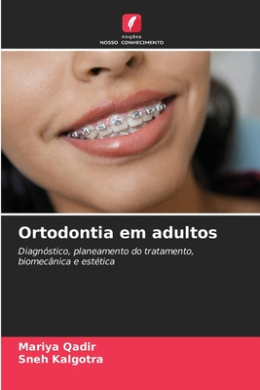 edições
NOSSO CONHECIMENTO
Ortodontia em adultos
Diagnóstico, planeamento do tratamento,
biomecânica e estética
Mariya Qadir
Sneh Kalgotra